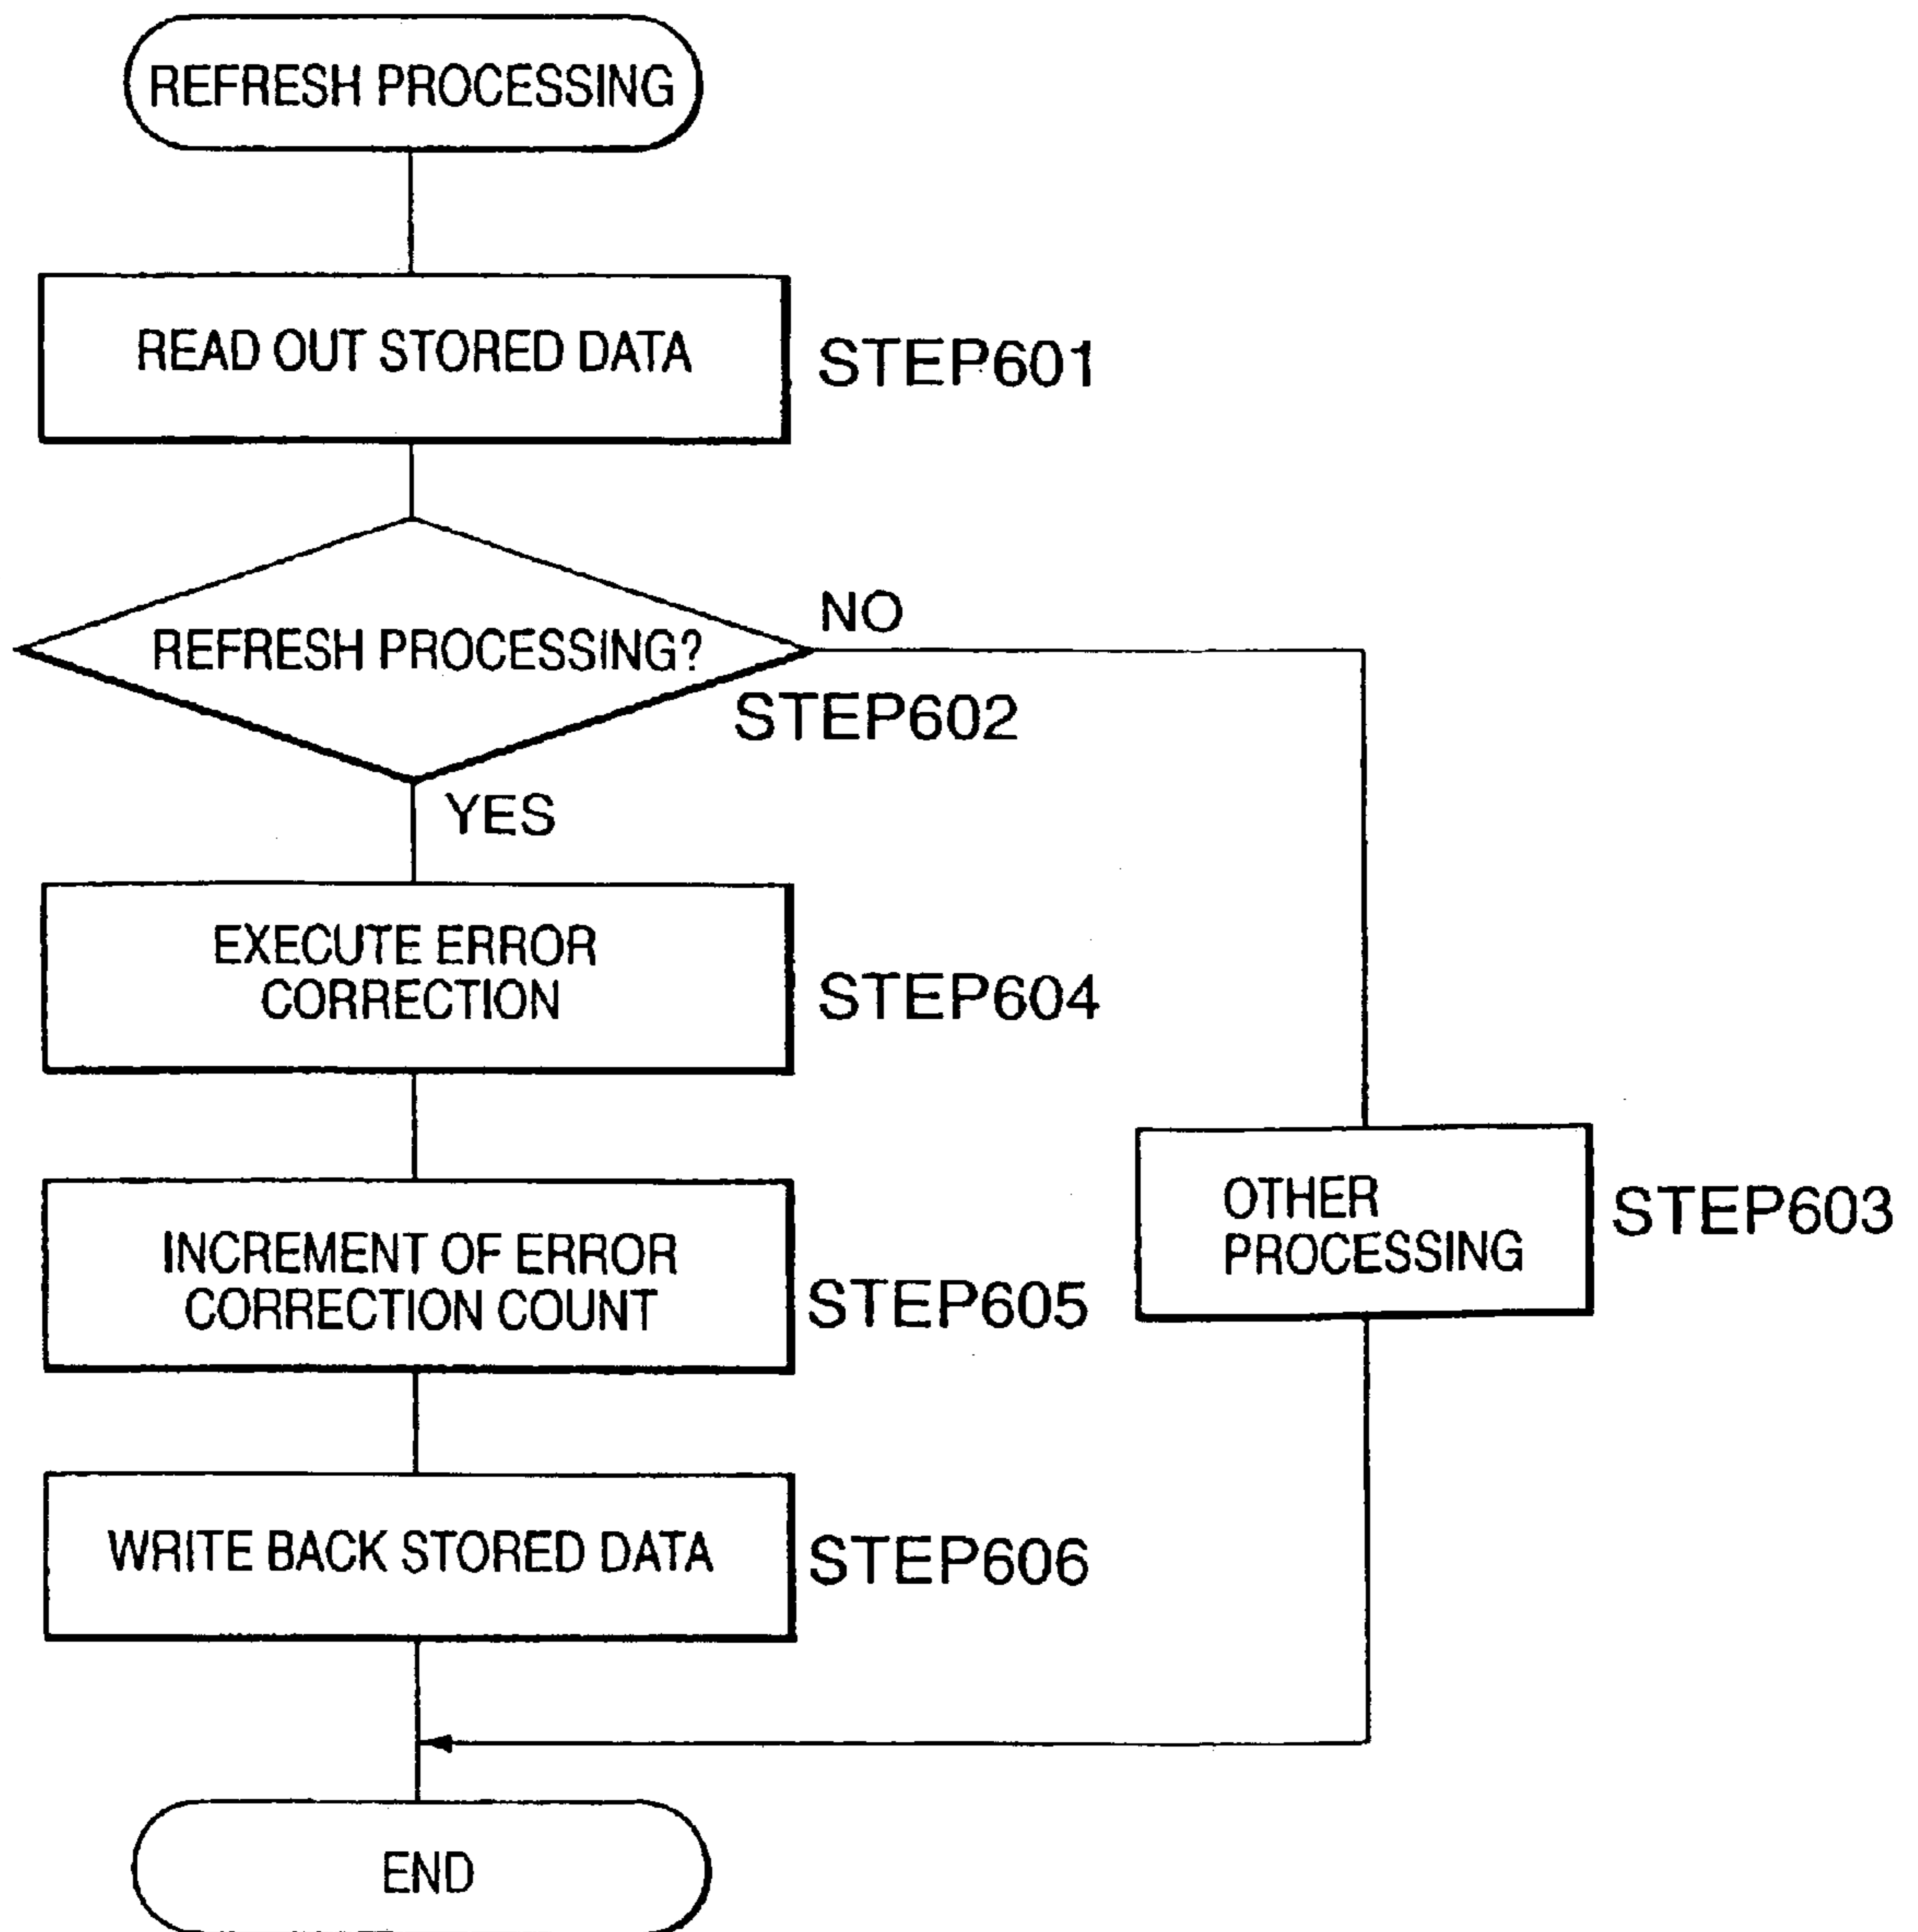 REFRESH PROCESSING
READ OUT STORED DATA
STEP601
REFRESH PROCESSING?
NO
STEP602
YES
EXECUTE ERROR
CORRECTION
STEP604
INCREMENT OF ERROR
CORRECTION COUNT
STEP605
OTHER
PROCESSING
STEP603
WRITE BACK STORED DATA
STEP606
END